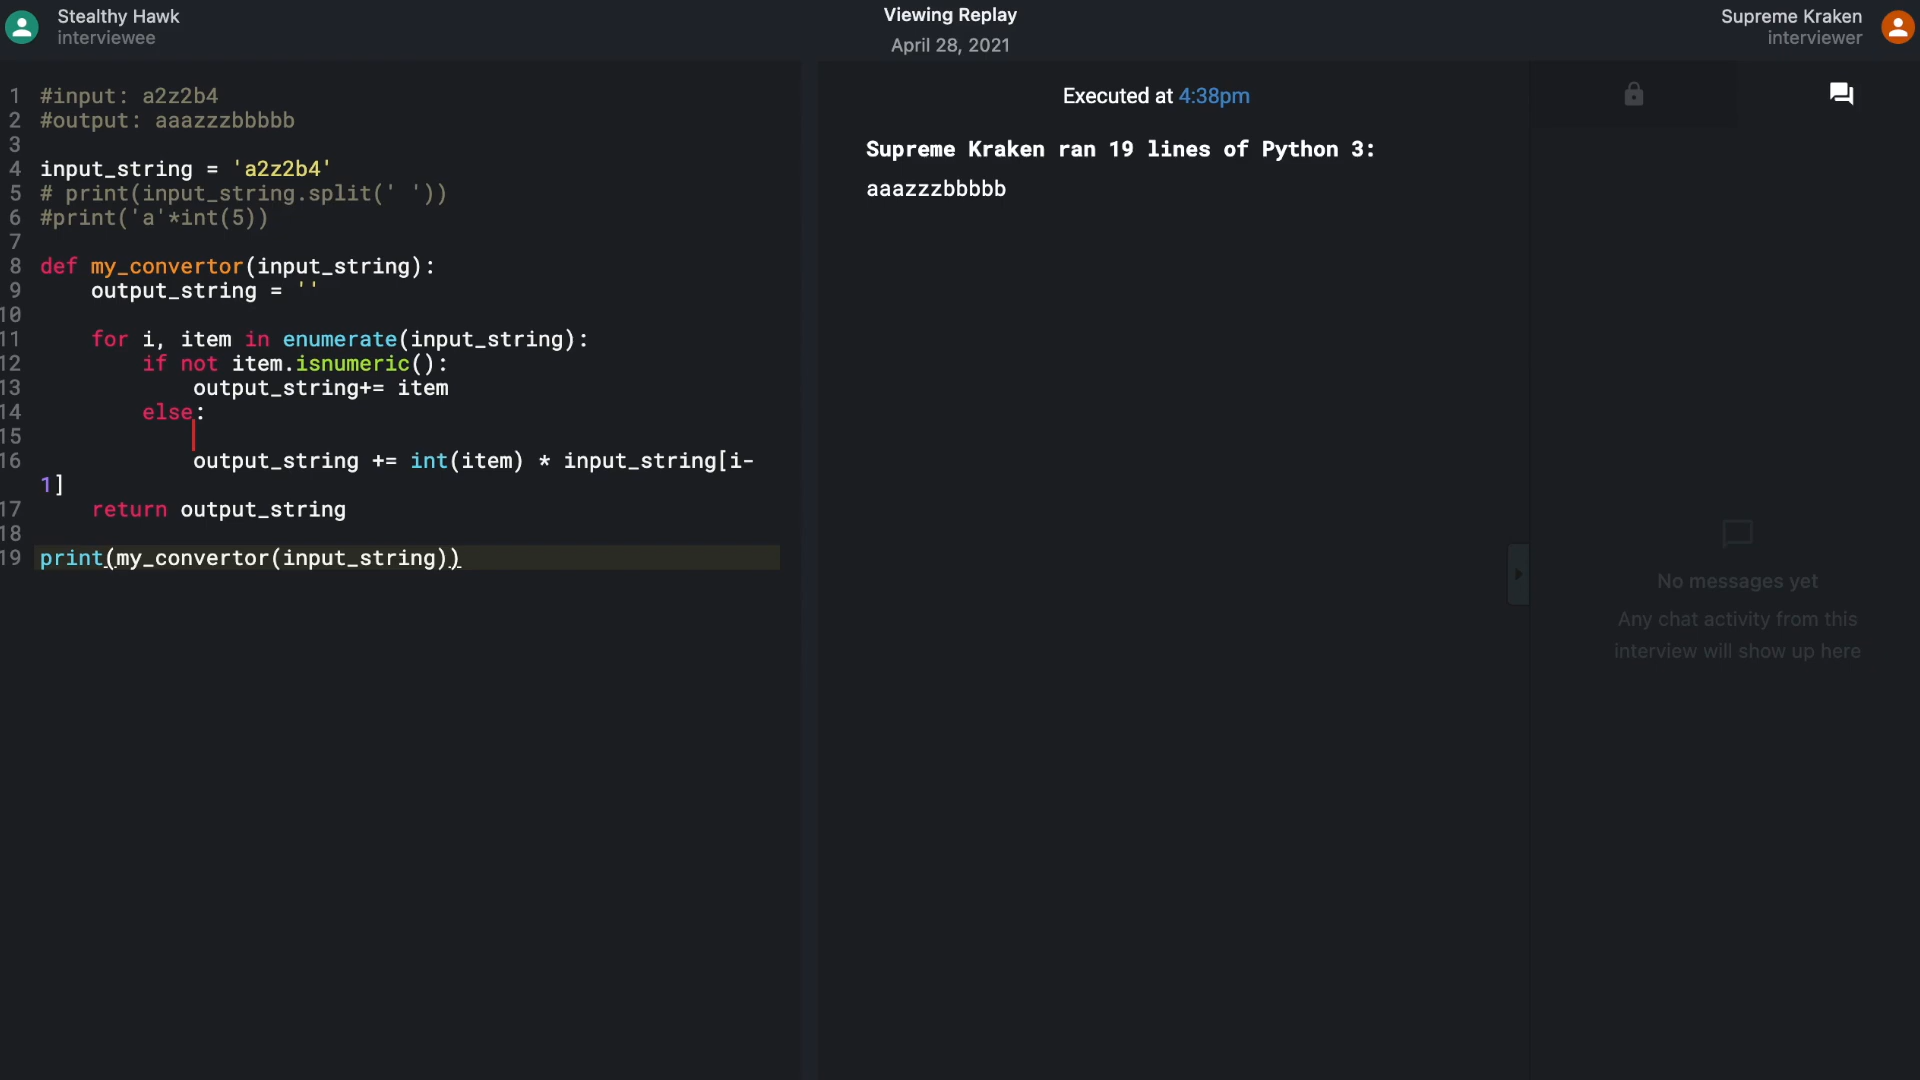 Stealthy Hawk
interviewee
Viewing Replay
April 28, 2021
Supreme Kraken
interviewer
1 #input: a2z2b4
2 #output: aaazzzbbbbb
3
4 input_string = 'a2z2b4'
5 # print(input_string.split(' '))
6 #print('a'*int(5))
7
8 def my_convertor(input_string):
9     output_string = ''
10
11     for i, item in enumerate(input_string):
12         if not item.isnumeric():
13             output_string+= item
14         else:
15
16             output_string += int(item) * input_string[i-
1]
17     return output_string
18
19 print(my_convertor(input_string))
Executed at 4:38pm
Supreme Kraken ran 19 lines of Python 3:
aaazzzbbbbb
No messages yet
Any chat activity from this
interview will show up here